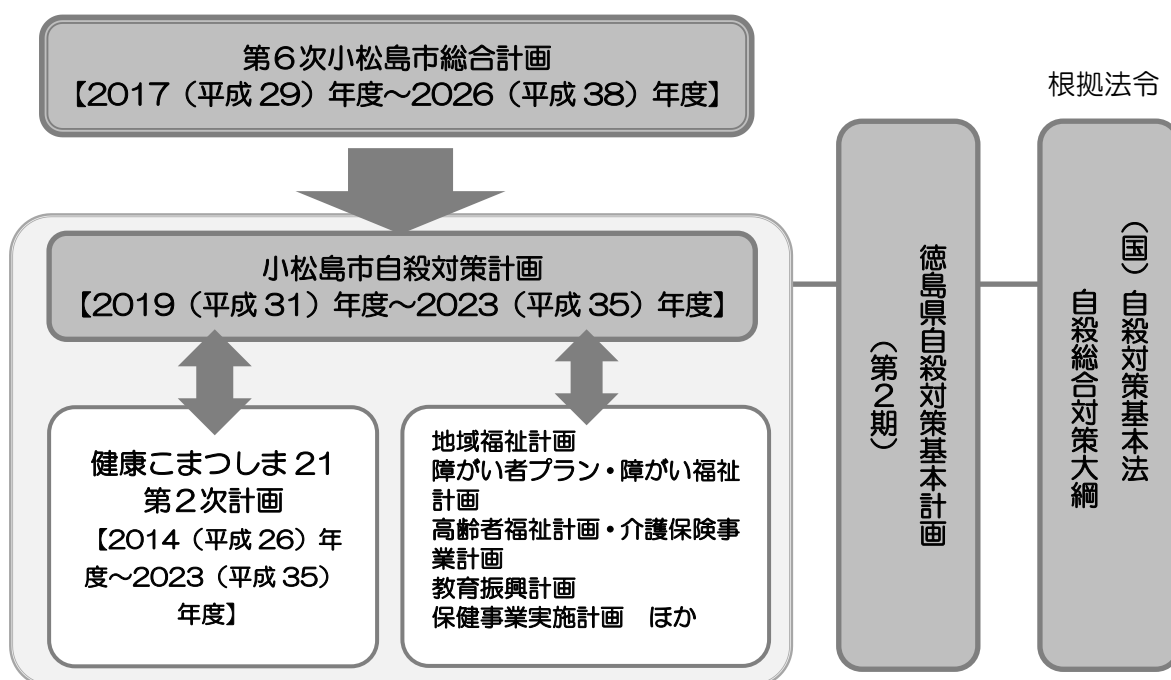 第６次小松島市総合計画
【2017（平成 29）年度～2026（平成 38）年度】
根拠法令
小松島市自殺対策計画
【2019（平成 31）年度～2023（平成 35）年度】
健康こまつしま 21
第２次計画
【2014（平成 26）年
度～2023（平成 35）
年度】
地域福祉計画
障がい者プラン・障がい福祉
計画
高齢者福祉計画・介護保険事
業計画
教育振興計画
保健事業実施計画　ほか
徳島県自殺対策基本計画
（第２期）
（国）自殺対策基本法
自殺総合対策大綱